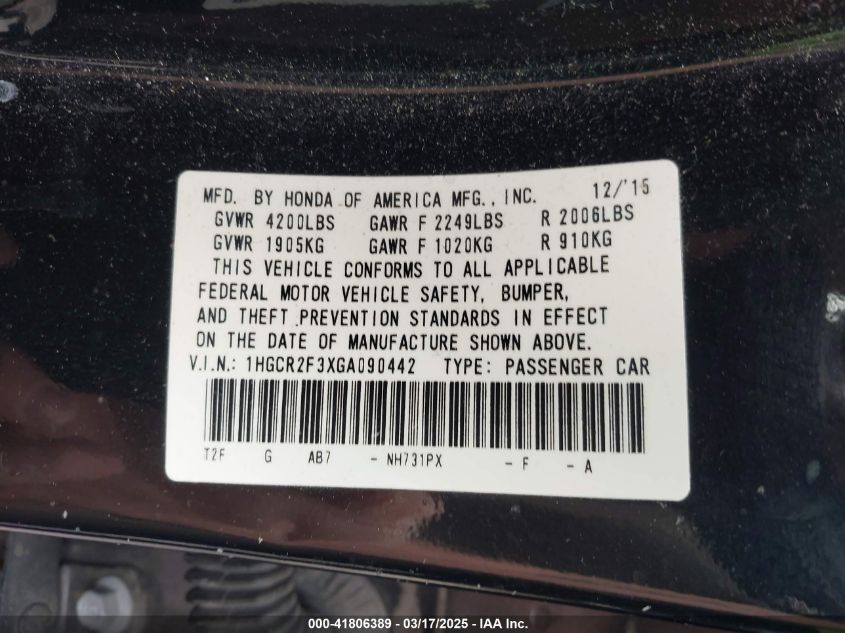 MFD. BY HONDA OF AMERICA MFG., INC. 12/'15
GVWR 4200LBS GAWR F 2249LBS R 2006LBS
GVWR 1905KG GAWR F 1020KG R 910KG
THIS VEHICLE CONFORMS TO ALL APPLICABLE
FEDERAL MOTOR VEHICLE SAFETY, BUMPER,
AND THEFT PREVENTION STANDARDS IN EFFECT
ON THE DATE OF MANUFACTURE SHOWN ABOVE.
V.I.N.: 1HGCR2F3XGA090442 TYPE: PASSENGER CAR
T2F G AB7 - NH731PX - F - A
000-41806389 - 03/17/2025 - IAA Inc.